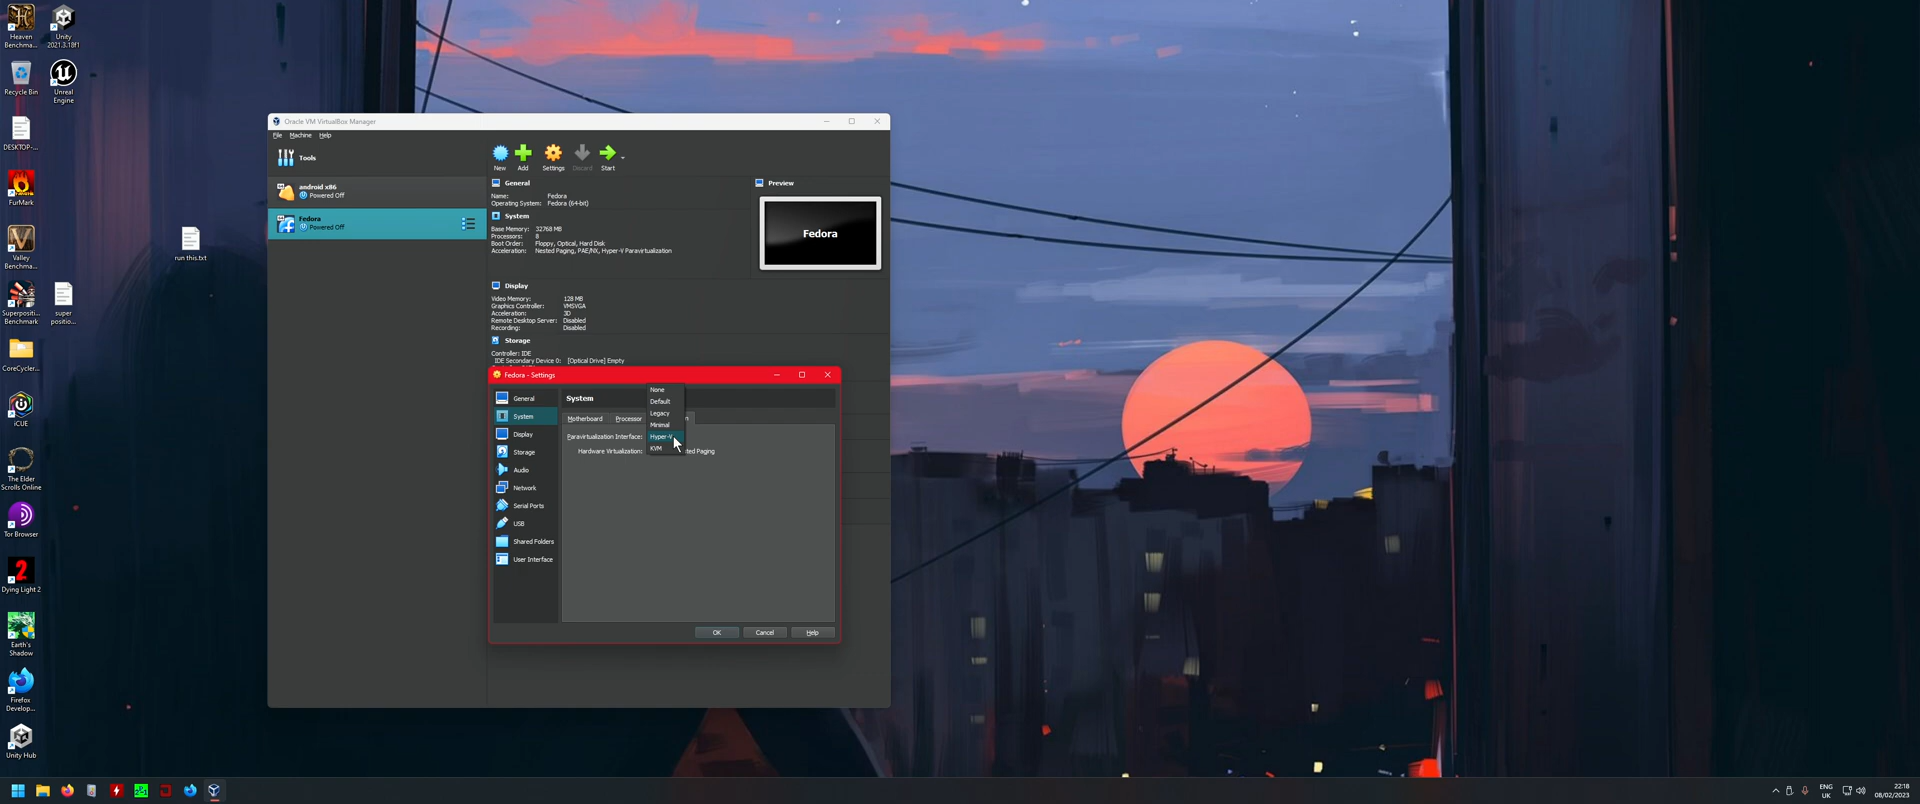 Heaven
Benchma...
Unity
2021.3.18f1
Recycle Bin
Unreal
Engine
DESKTOP-...
FurMark
Valley
Benchma...
run this.txt
Superpositi...
Benchmark
super
positio...
CoreCycler...
iCUE
The Elder
Scrolls Online
Tor Browser
2
Dying Light 2
Earth's
Shadow
Firefox
Develop...
Unity Hub
Oracle VM VirtualBox Manager
File Machine Help
Tools
New Add Settings Discard Start
android x86
Powered Off
Fedora
Powered Off
General
Name: Fedora
Operating System: Fedora (64-bit)
System
Base Memory: 32768 MB
Processors: 8
Boot Order: Floppy, Optical, Hard Disk
Acceleration: Nested Paging, PAE/NX, Hyper-V Paravirtualization
Preview
Fedora
Display
Video Memory: 128 MB
Graphics Controller: VMSVGA
Acceleration: 3D
Remote Desktop Server: Disabled
Recording: Disabled
Storage
Controller: IDE
IDE Secondary Device 0: [Optical Drive] Empty
Fedora - Settings
General
System
Display
Storage
Audio
Network
Serial Ports
USB
Shared Folders
User Interface
System
Motherboard Processor
Paravirtualization Interface:
Hardware Virtualization: ted Paging
None
Default
Legacy
Minimal
Hyper-V
KVM
OK Cancel Help
ENG
UK
22:18
08/02/2023